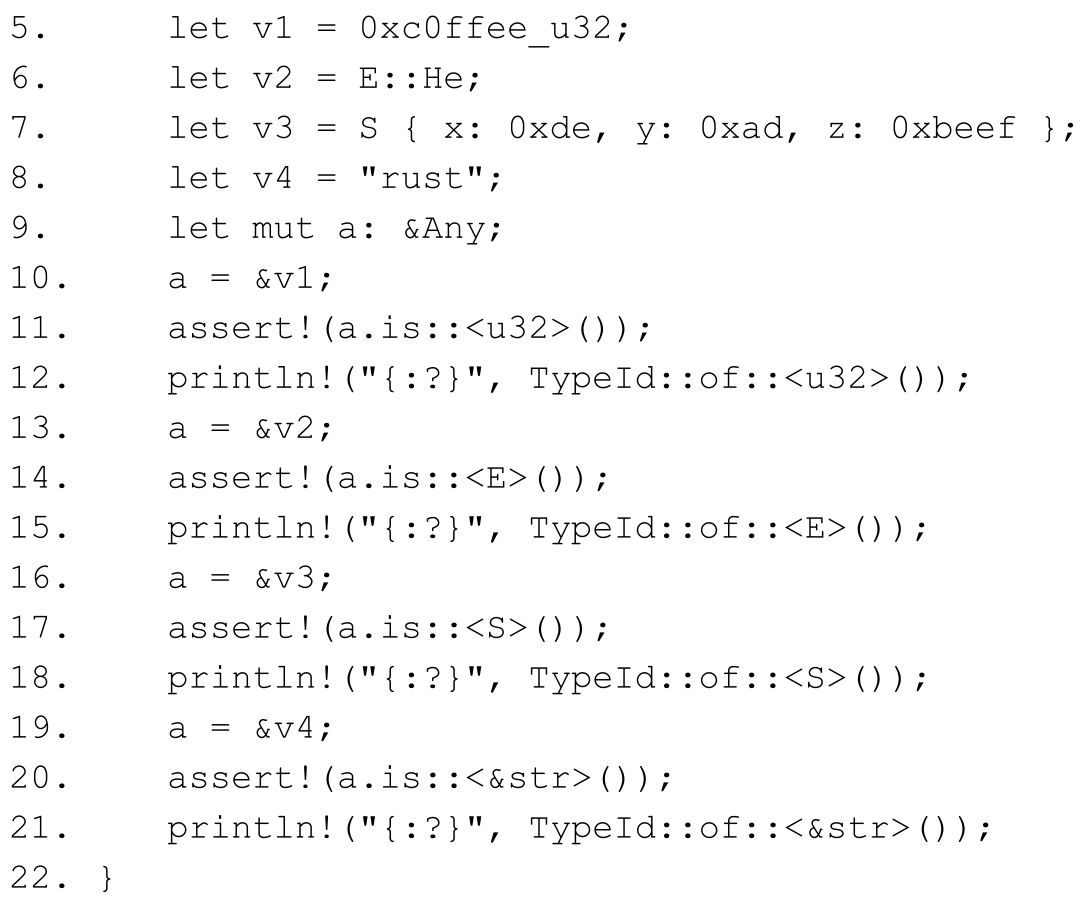 5.     let v1 = 0xc0ffee_u32;
6.     let v2 = E::He;
7.     let v3 = S { x: 0xde, y: 0xad, z: 0xbeef };
8.     let v4 = "rust";
9.     let mut a: &Any;
10.     a = &v1;
11.     assert!(a.is::<u32>());
12.     println!("{:?}", TypeId::of::<u32>());
13.     a = &v2;
14.     assert!(a.is::<E>());
15.     println!("{:?}", TypeId::of::<E>());
16.     a = &v3;
17.     assert!(a.is::<S>());
18.     println!("{:?}", TypeId::of::<S>());
19.     a = &v4;
20.     assert!(a.is::<&str>());
21.     println!("{:?}", TypeId::of::<&str>());
22. }